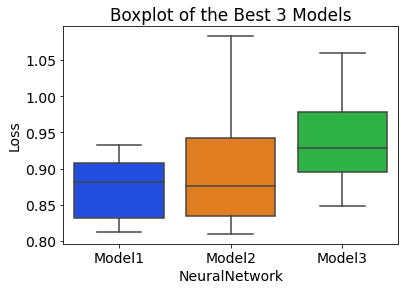 Boxplot of the Best 3 Models
Loss
1.05
1.00
0.95
0.90
0.85
0.80
Model1 Model2 Model3
NeuralNetwork